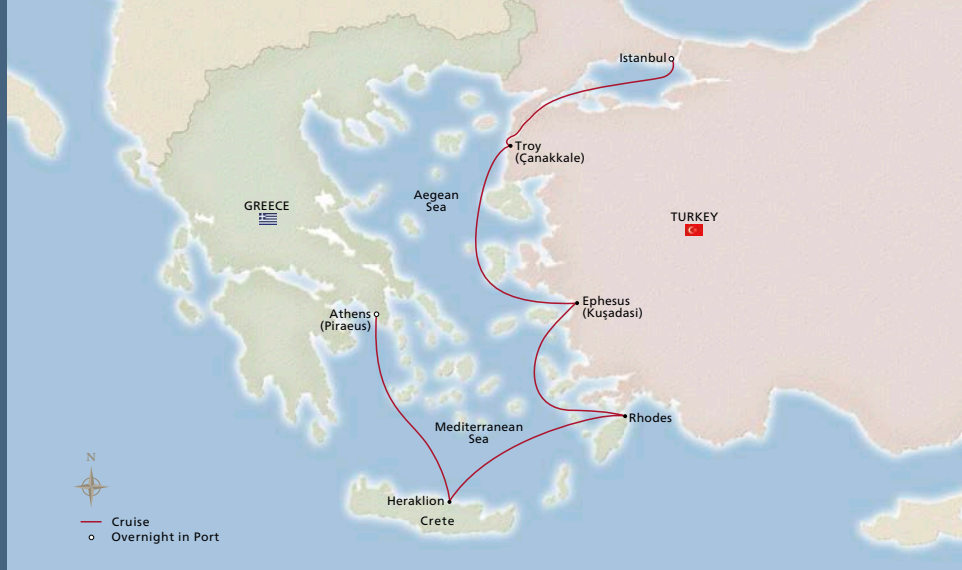 Istanbul
Troy
(Çanakkale)
Aegean
Sea
GREECE
TURKEY
Ephesus
(Kuşadasi)
Athens
(Piraeus)
Rhodes
Mediterranean
Sea
Heraklion
Crete
N
Cruise
Overnight in Port